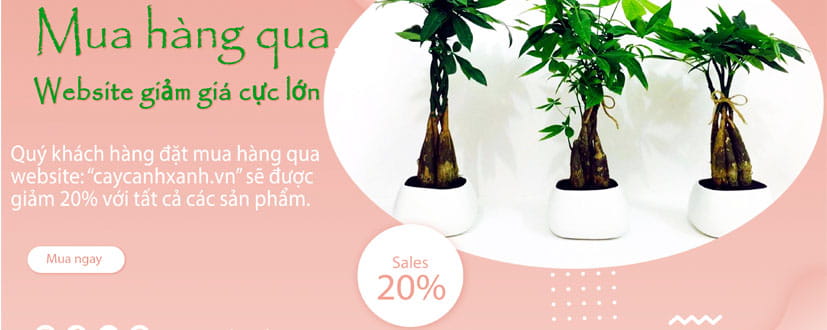 Mua hàng qua
Website giảm giá cực lớn
Quý khách hàng đặt mua hàng qua
website: “caycanhxanh.vn” sẽ được
giảm 20% với tất cả các sản phẩm.
Mua ngay
Sales
20%